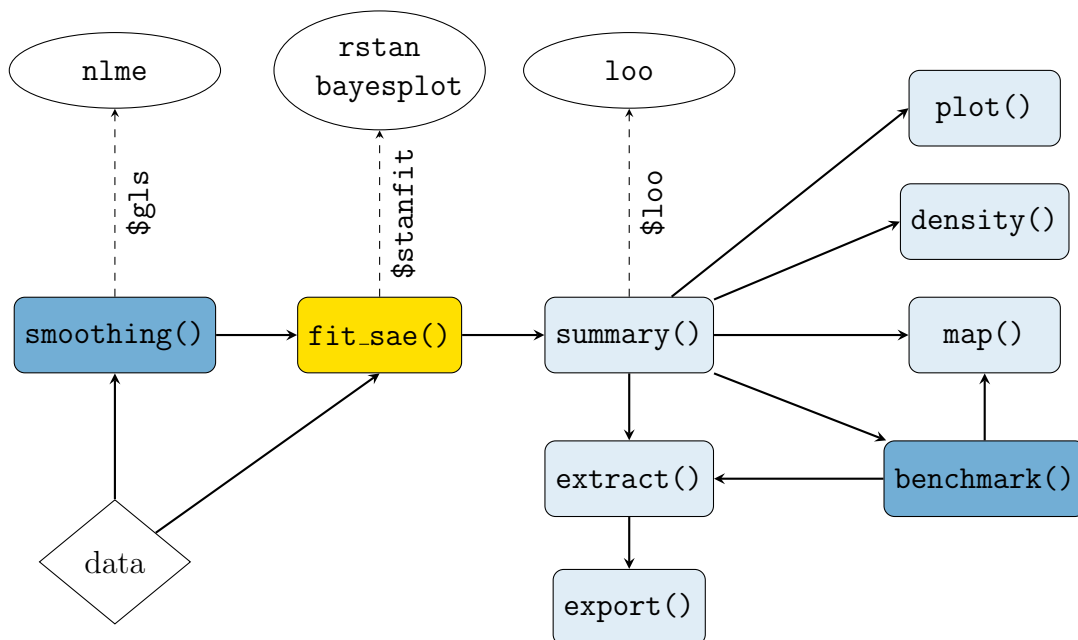 nlme
rstan
bayesplot
loo
plot()
$gls
$stanfit
$loo
density()
smoothing()
fit_sae()
summary()
map()
extract()
benchmark()
data
export()